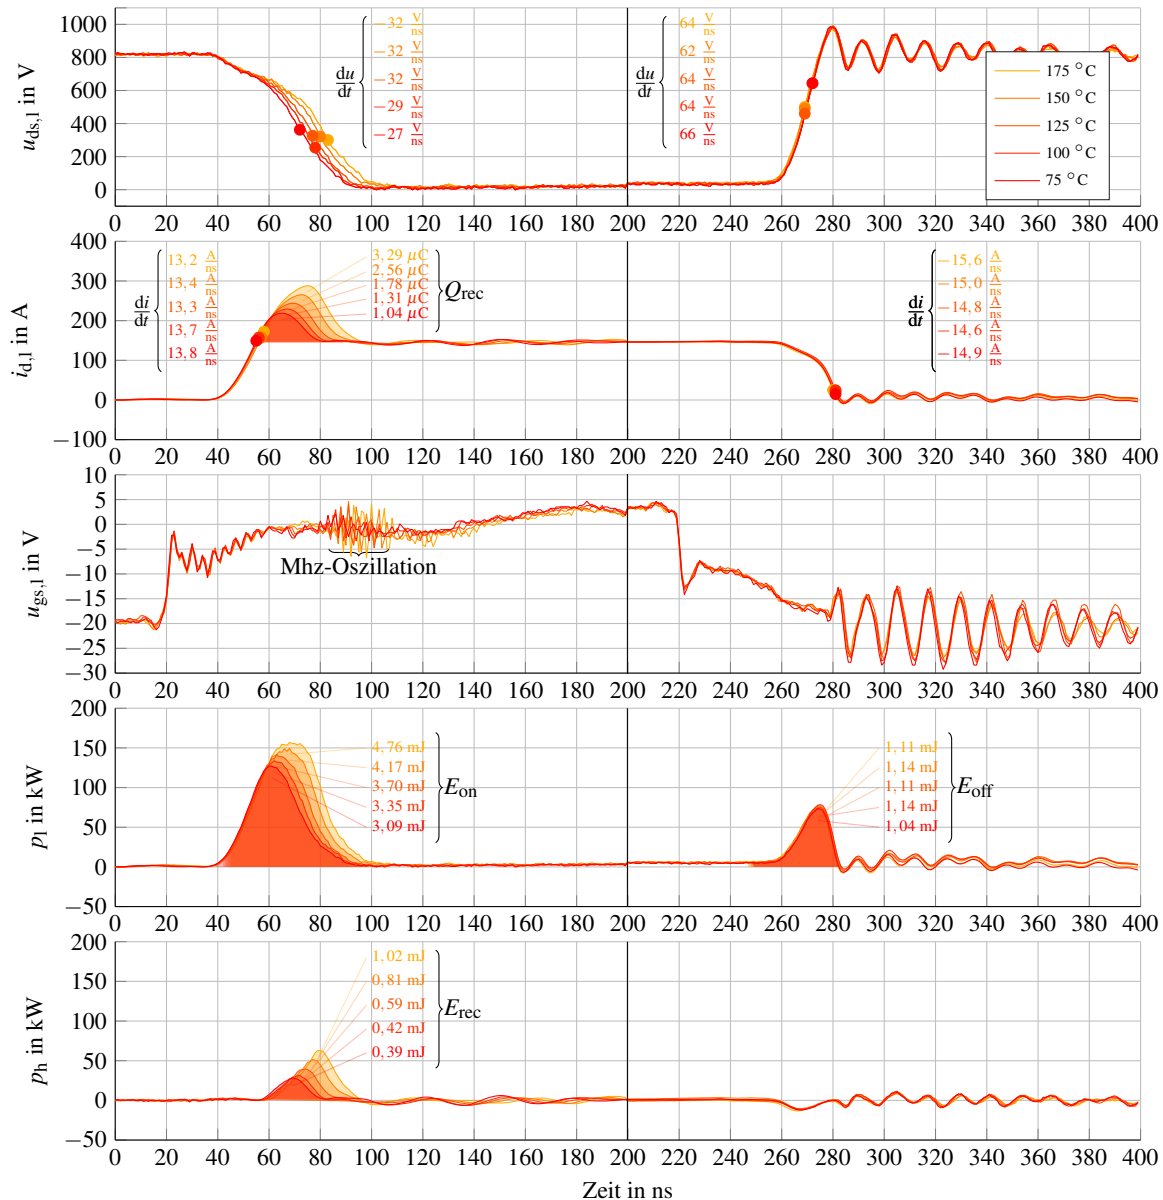 1000
800
600
400
200
0
u_ds,l in V
du/dt
−32 V/ns
−32 V/ns
−32 V/ns
−29 V/ns
−27 V/ns
du/dt
64 V/ns
62 V/ns
64 V/ns
64 V/ns
66 V/ns
175 °C
150 °C
125 °C
100 °C
75 °C
0 20 40 60 80 100 120 140 160 180 200 220 240 260 280 300 320 340 360 380 400
400
300
200
100
0
−100
i_d,l in A
di/dt
13,2 A/ns
13,4 A/ns
13,3 A/ns
13,7 A/ns
13,8 A/ns
3,29 µC
2,56 µC
1,78 µC
1,31 µC
1,04 µC
Q_rec
di/dt
−15,6 A/ns
−15,0 A/ns
−14,8 A/ns
−14,6 A/ns
−14,9 A/ns
0 20 40 60 80 100 120 140 160 180 200 220 240 260 280 300 320 340 360 380 400
10
5
0
−5
−10
−15
−20
−25
−30
u_gs,l in V
Mhz-Oszillation
0 20 40 60 80 100 120 140 160 180 200 220 240 260 280 300 320 340 360 380 400
200
150
100
50
0
−50
p_l in kW
4,76 mJ
4,17 mJ
3,70 mJ
3,35 mJ
3,09 mJ
E_on
1,11 mJ
1,14 mJ
1,11 mJ
1,14 mJ
1,04 mJ
E_off
0 20 40 60 80 100 120 140 160 180 200 220 240 260 280 300 320 340 360 380 400
200
150
100
50
0
−50
p_h in kW
1,02 mJ
0,81 mJ
0,59 mJ
0,42 mJ
0,39 mJ
E_rec
0 20 40 60 80 100 120 140 160 180 200 220 240 260 280 300 320 340 360 380 400
Zeit in ns